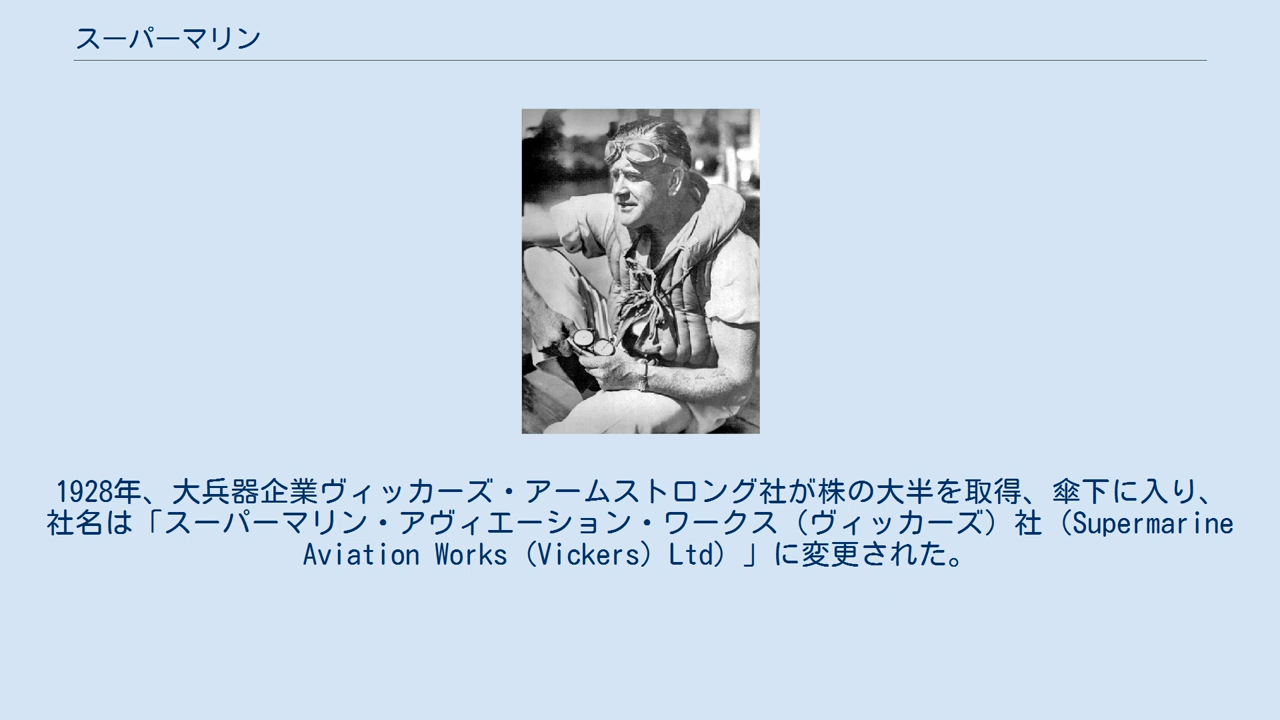 スーパーマリン
1928年、大兵器企業ヴィッカーズ・アームストロング社が株の大半を取得、傘下に入り、
社名は「スーパーマリン・アヴィエーション・ワークス（ヴィッカーズ）社（Supermarine
Aviation Works (Vickers) Ltd）」に変更された。